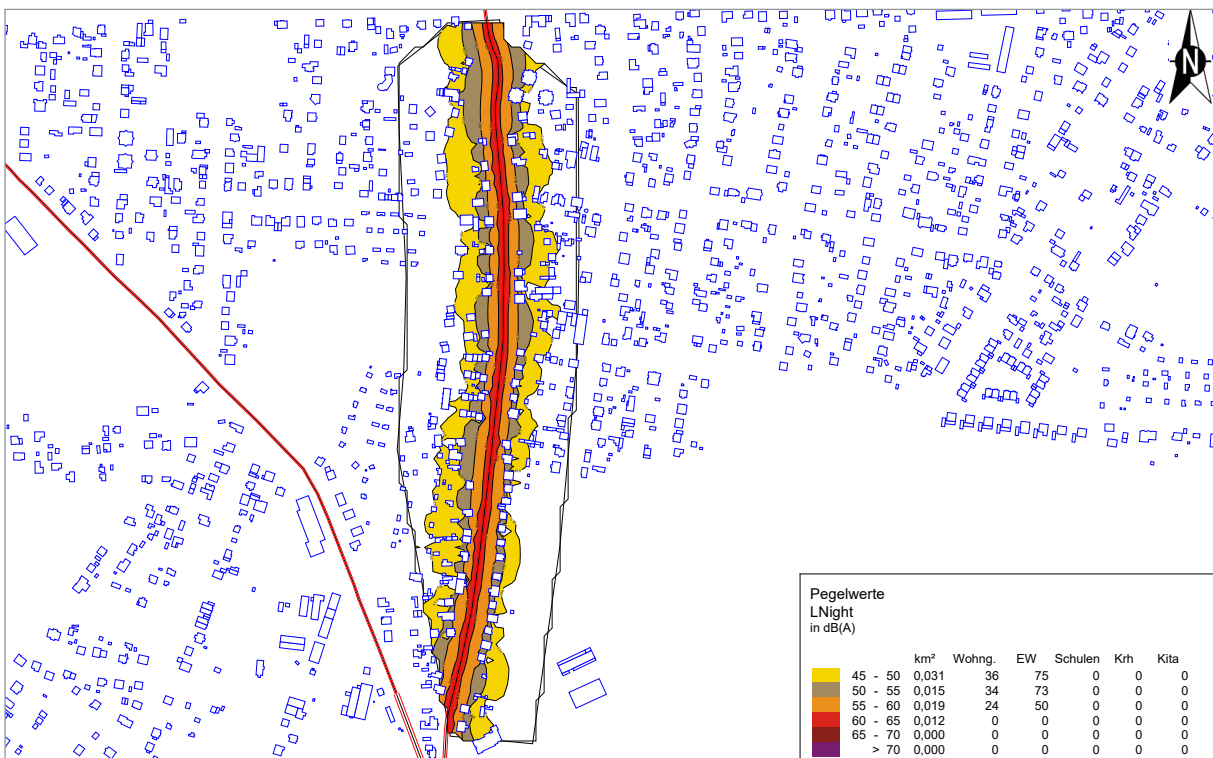 N
Pegelwerte
LNight
in dB(A)
km² Wohng. EW Schulen Krh Kita
45 - 50 0,031 36 75 0 0 0
50 - 55 0,015 34 73 0 0 0
55 - 60 0,019 24 50 0 0 0
60 - 65 0,012 0 0 0 0 0
65 - 70 0,000 0 0 0 0 0
> 70 0,000 0 0 0 0 0